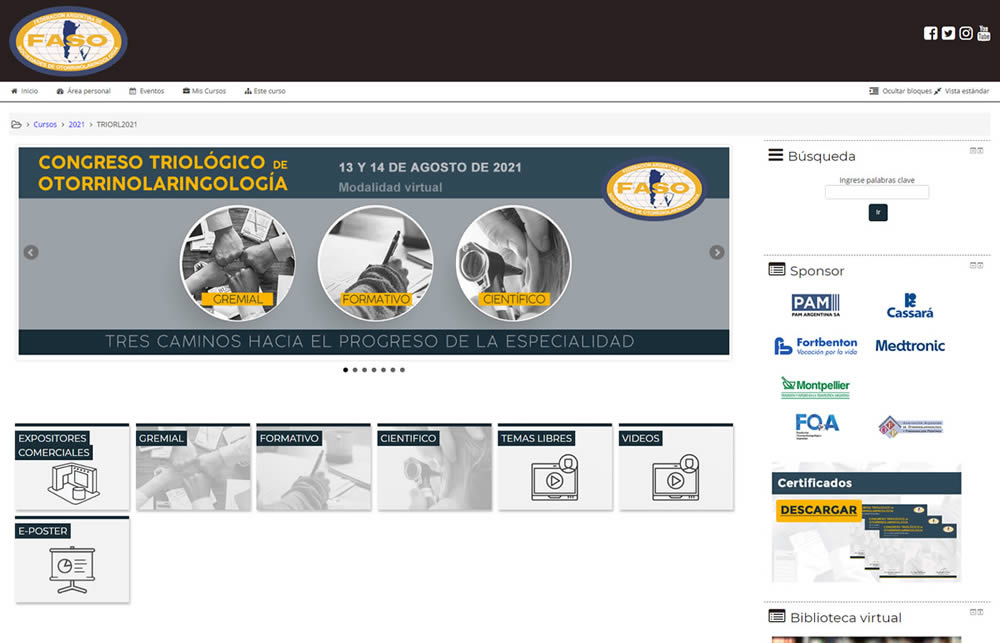 FEDERACIÓN ARGENTINA DE
FASO
SOCIEDADES DE OTORRINOLARINGOLOGÍA
You
Tube
Inicio
Área personal
Eventos
Mis Cursos
Este curso
Ocultar bloques
Vista estándar
Cursos
2021
TRIORL2021
CONGRESO TRIOLÓGICO DE
OTORRINOLARINGOLOGÍA
13 Y 14 DE AGOSTO DE 2021
Modalidad virtual
FASO
GREMIAL
FORMATIVO
CIENTÍFICO
TRES CAMINOS HACIA EL PROGRESO DE LA ESPECIALIDAD
EXPOSITORES
COMERCIALES
GREMIAL
FORMATIVO
CIENTIFICO
TEMAS LIBRES
VIDEOS
E-POSTER
Búsqueda
Ingrese palabras clave
Ir
Sponsor
PAM
PAM ARGENTINA SA
Cassará
Fortbenton
Vocación por la vida
Medtronic
Montpellier
FOA
Certificados
DESCARGAR
Biblioteca virtual